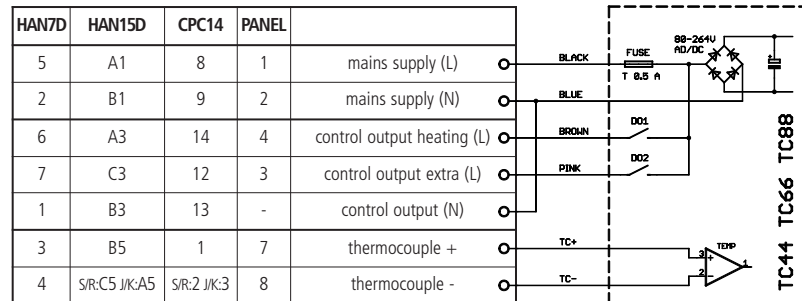 HAN7D HAN15D CPC14 PANEL
5 A1 8 1 mains supply (L)
2 B1 9 2 mains supply (N)
6 A3 14 4 control output heating (L)
7 C3 12 3 control output extra (L)
1 B3 13 - control output (N)
3 B5 1 7 thermocouple +
4 S/R:C5 J/K:A5 S/R:2 J/K:3 8 thermocouple -
BLACK
BLUE
BROWN
PINK
TC+
TC-
FUSE
T 0.5 A
DO1
DO2
80-264V
AD/DC
+
TEMP
3 +
2 -
1
TC44 TC66 TC88